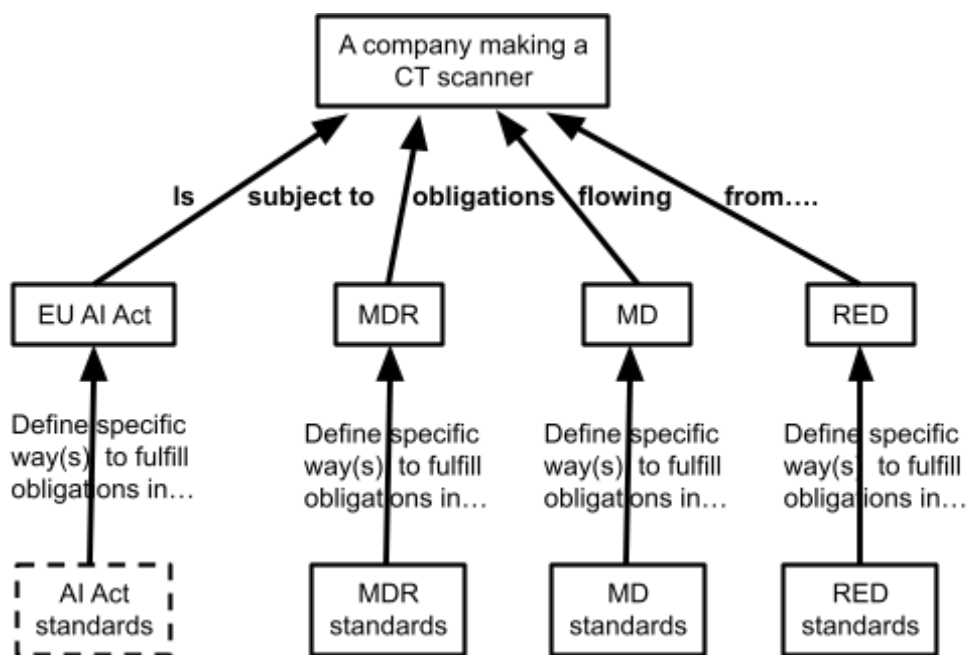 A company making a
CT scanner
Is subject to obligations flowing from....
EU AI Act
MDR
MD
RED
Define specific
way(s) to fulfill
obligations in...
Define specific
way(s) to fulfill
obligations in...
Define specific
way(s) to fulfill
obligations in...
Define specific
way(s) to fulfill
obligations in...
AI Act
standards
MDR
standards
MD
standards
RED
standards